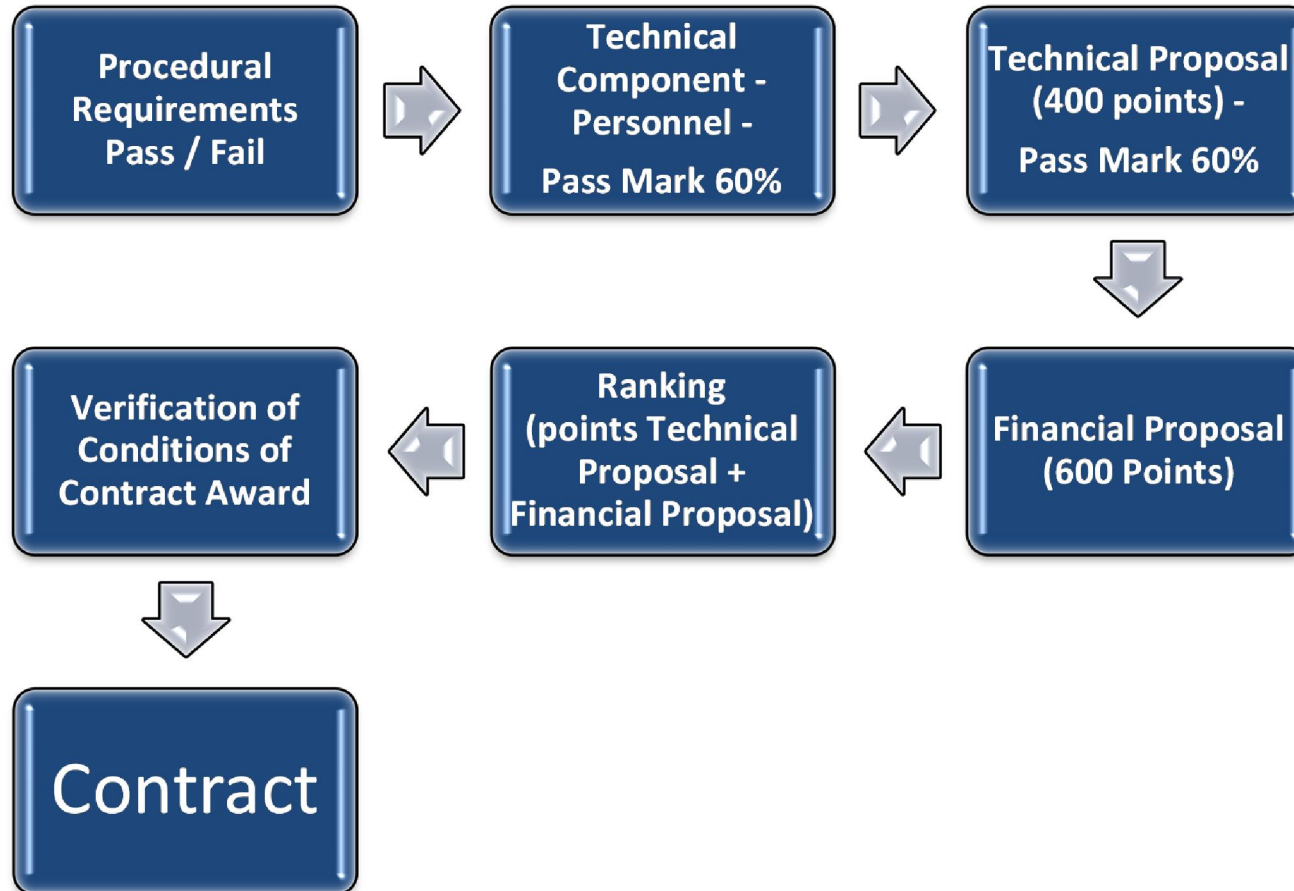 Procedural
Requirements
Pass / Fail
Technical
Component -
Personnel -
Pass Mark 60%
Technical Proposal
(400 points) -
Pass Mark 60%
Financial Proposal
(600 Points)
Ranking
(points Technical
Proposal +
Financial Proposal)
Verification of
Conditions of
Contract Award
Contract